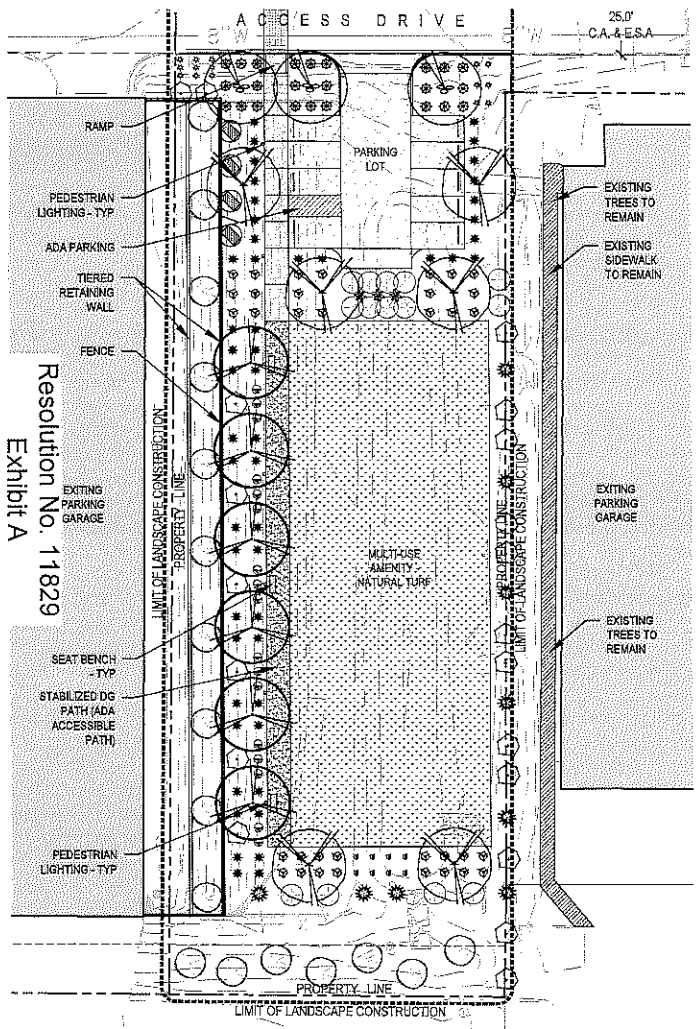 ACCESS DRIVE
8" W
8" W
25.0'
C.A. & E.S.A
RAMP
PEDESTRIAN
LIGHTING - TYP
ADA PARKING
TIERED
RETAINING
WALL
FENCE
PARKING
LOT
EXISTING
TREES TO
REMAIN
EXISTING
SIDEWALK
TO REMAIN
Resolution No. 11829
Exhibit A
EXITING
PARKING
GARAGE
LIMIT OF LANDSCAPE CONSTRUCTION
PROPERTY LINE
MULTI-USE
AMENITY
NATURAL TURF
PROPERTY LINE
LIMIT OF LANDSCAPE CONSTRUCTION
EXITING
PARKING
GARAGE
SEAT BENCH
- TYP
STABILIZED DG
PATH (ADA
ACCESSIBLE
PATH)
PEDESTRIAN
LIGHTING - TYP
EXISTING
TREES TO
REMAIN
PROPERTY LINE
LIMIT OF LANDSCAPE CONSTRUCTION